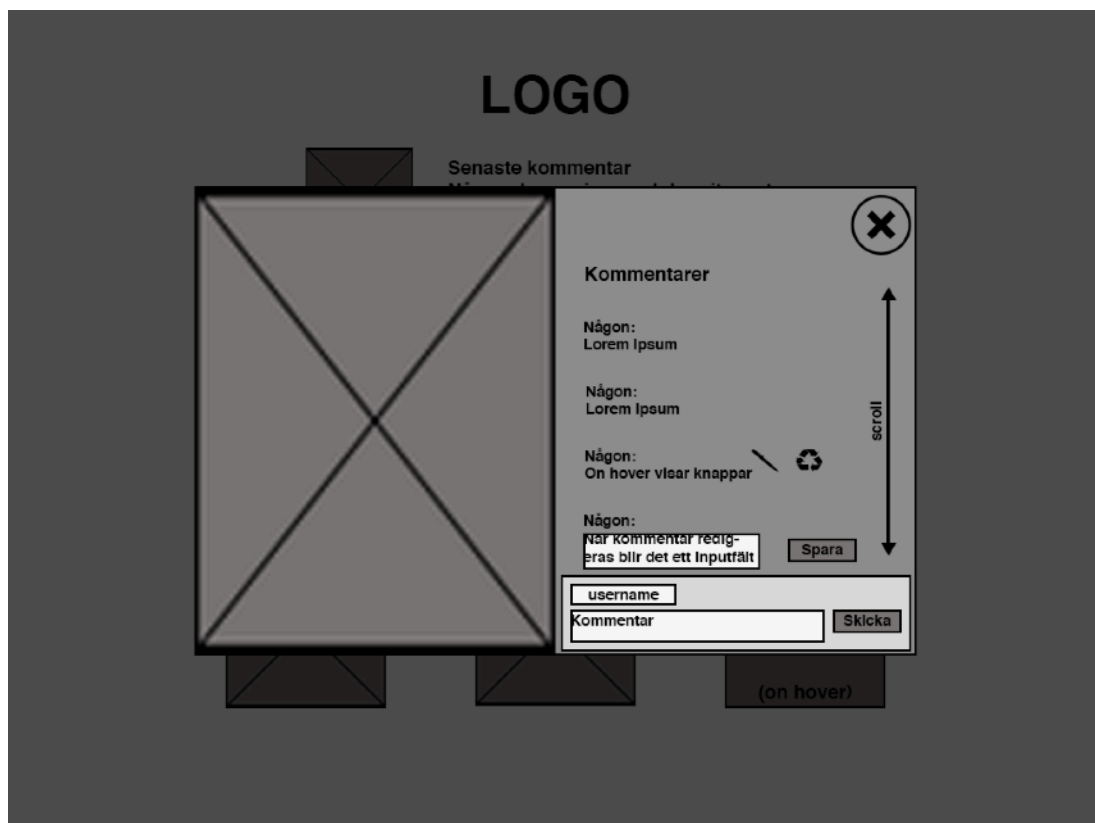 LOGO
Senaste kommentar
Kommentarer
Någon:
Lorem Ipsum
Någon:
Lorem Ipsum
Någon:
On hover visar knappar
scroll
Någon:
När kommentar redig-
eras blir det ett Inputfält
Spara
username
Kommentar
Skicka
(on hover)